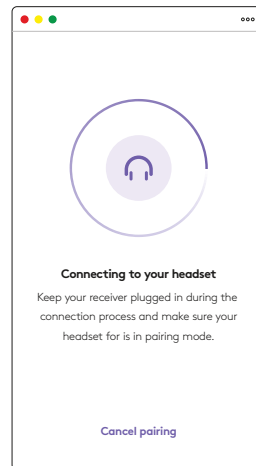 Connecting to your headset
Keep your receiver plugged in during the
connection process and make sure your
headset for is in pairing mode.
Cancel pairing